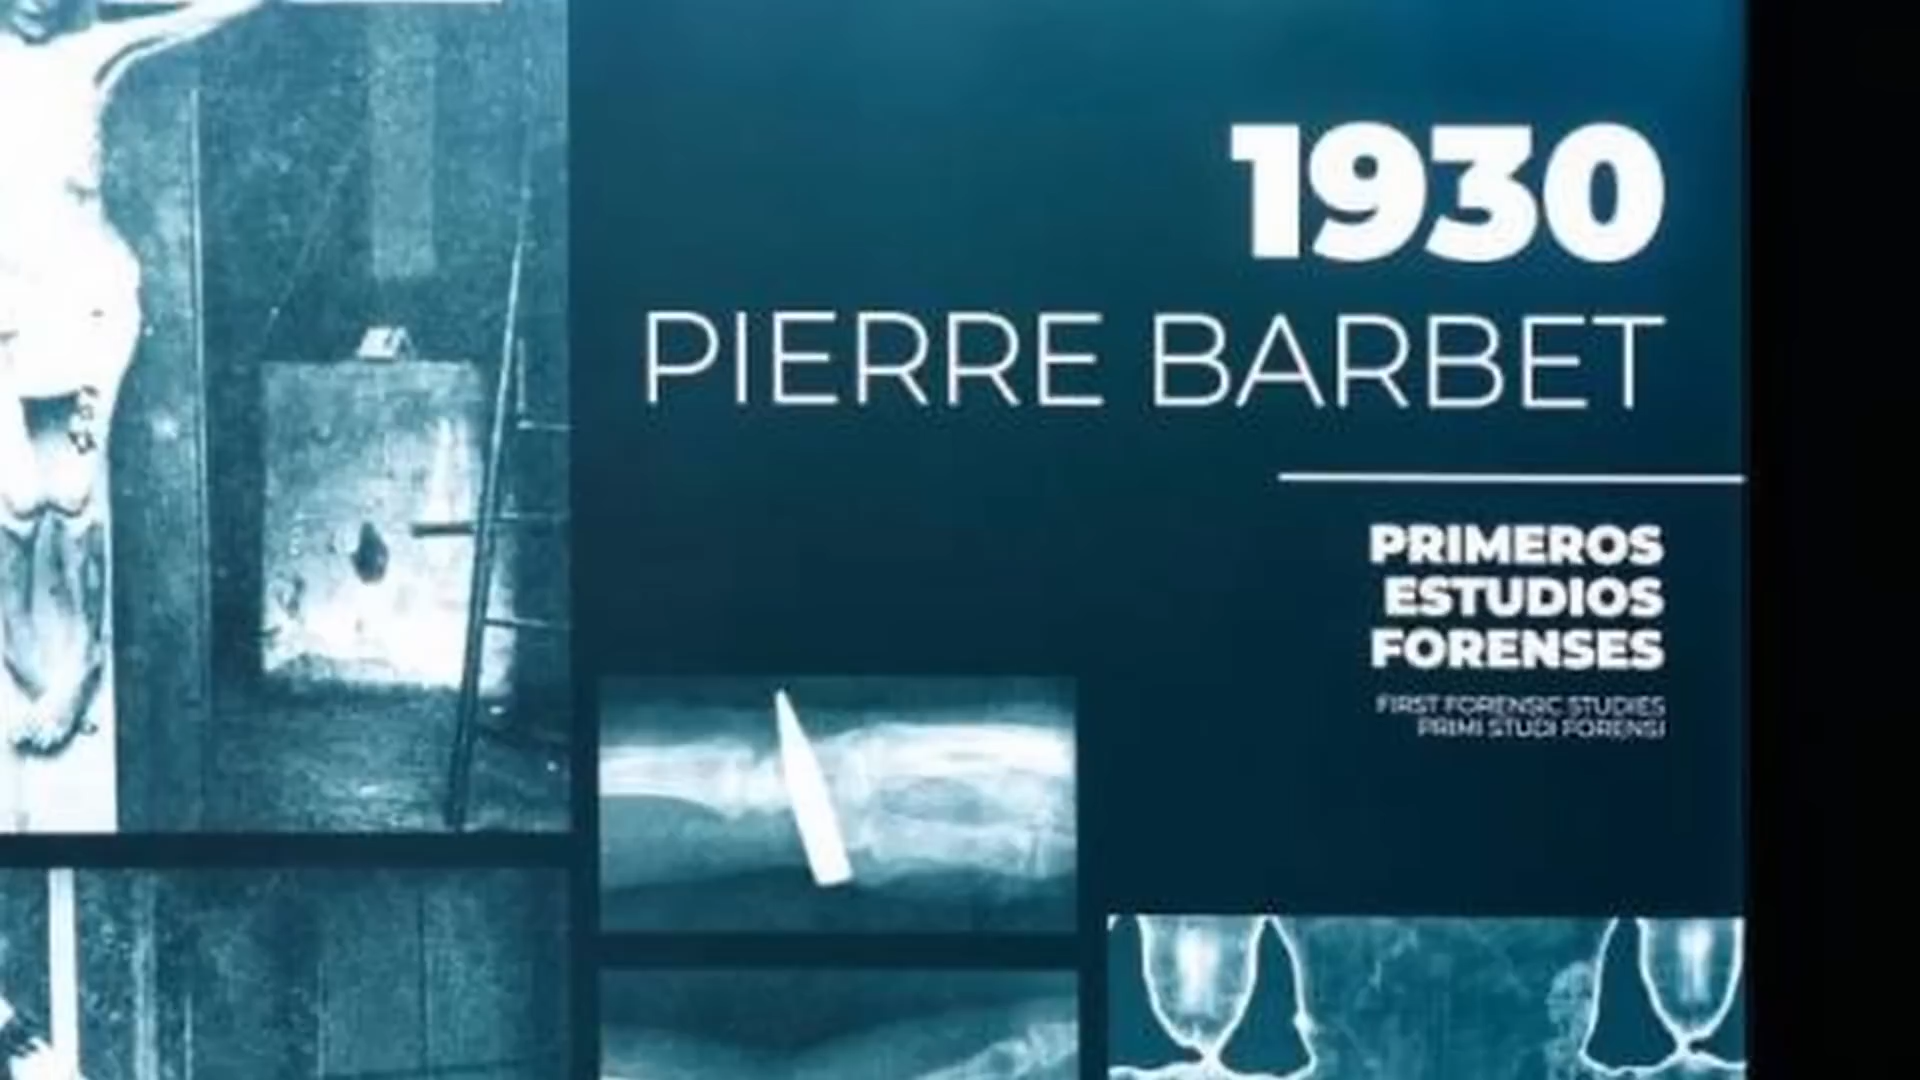 1930
PIERRE BARBET
PRIMEROS
ESTUDIOS
FORENSES
FIRST FORENSIC STUDIES
PRIMI STUDI FORENSI